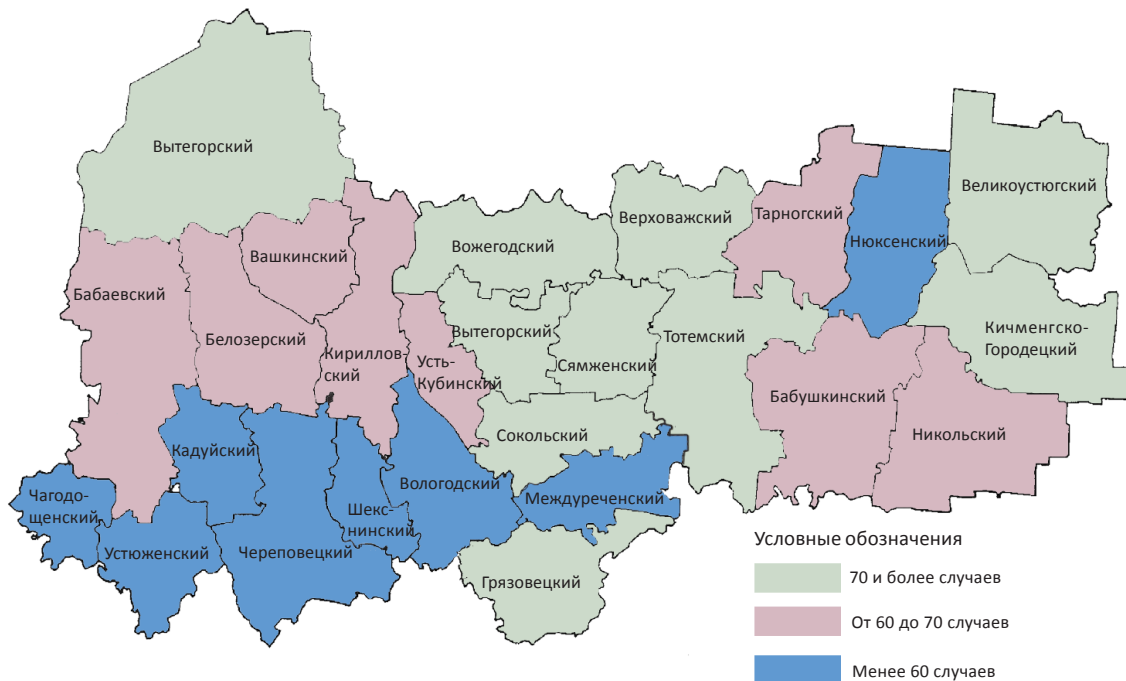 Вытегорский
Великоустюгский
Верховажский
Тарногский
Нюксенский
Вожегодский
Вашкинский
Бабаевский
Белозерский
Кириллов-
ский
Усть-
Кубинский
Вытегорский
Сямженский
Тотемский
Кичменгско-
Городецкий
Бабушкинский
Никольский
Сокольский
Кадуйский
Вологодский
Междуреченский
Чагодо-
щенский
Шекс-
нинский
Устюженский
Череповецкий
Грязовецкий
Условные обозначения
70 и более случаев
От 60 до 70 случаев
Менее 60 случаев